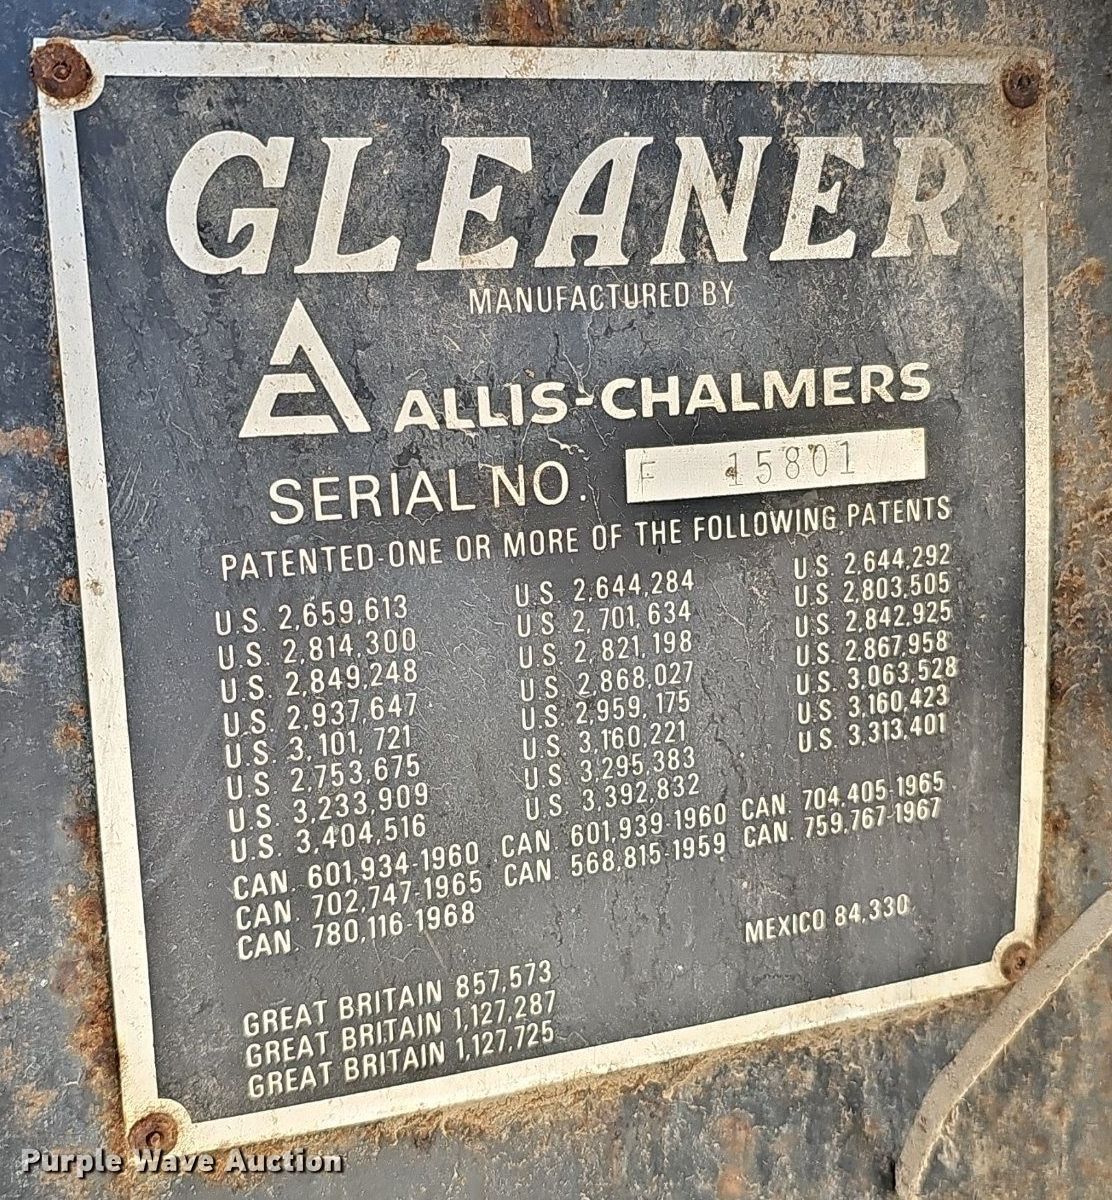 GLEANER
MANUFACTURED BY
ALLIS-CHALMERS
SERIAL NO. F 15801
PATENTED-ONE OR MORE OF THE FOLLOWING PATENTS
U.S. 2,659,613 U.S. 2,644,284 U.S. 2,644,292
U.S. 2,814,300 U.S. 2,701,634 U.S. 2,803,505
U.S. 2,849,248 U.S. 2,821,198 U.S. 2,842,925
U.S. 2,937,647 U.S. 2,868,027 U.S. 2,867,958
U.S. 3,101,721 U.S. 2,959,175 U.S. 3,063,528
U.S. 2,753,675 U.S. 3,160,221 U.S. 3,160,423
U.S. 3,233,909 U.S. 3,295,383 U.S. 3,313,401
U.S. 3,404,516 U.S. 3,392,832
CAN. 601,934-1960 CAN. 601,939-1960 CAN. 704,405-1965
CAN. 702,747-1965 CAN. 568,815-1959 CAN. 759,767-1967
CAN. 780,116-1968
MEXICO 84,330
GREAT BRITAIN 857,573
GREAT BRITAIN 1,127,287
GREAT BRITAIN 1,127,725
Purple Wave Auction